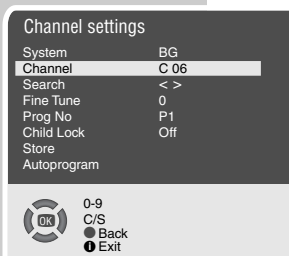 Channel settings
System BG
Channel C 06
Search < >
Fine Tune 0
Prog No P1
Child Lock Off
Store
Autoprogram
OK
0-9
C/S
Back
i Exit